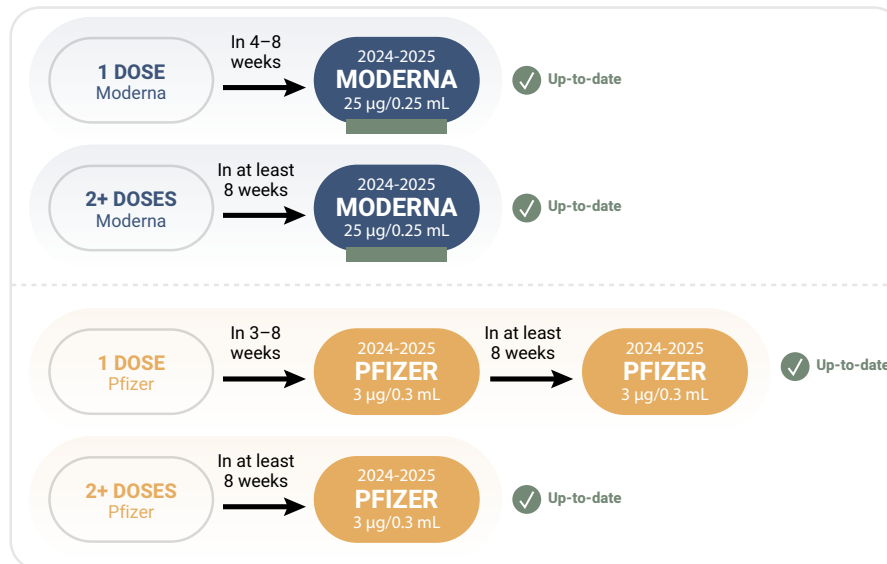 1 DOSE
Moderna
In 4–8
weeks
2024-2025
MODERNA
25 µg/0.25 mL
Up-to-date
2+ DOSES
Moderna
In at least
8 weeks
2024-2025
MODERNA
25 µg/0.25 mL
Up-to-date
1 DOSE
Pfizer
In 3–8
weeks
2024-2025
PFIZER
3 µg/0.3 mL
In at least
8 weeks
2024-2025
PFIZER
3 µg/0.3 mL
Up-to-date
2+ DOSES
Pfizer
In at least
8 weeks
2024-2025
PFIZER
3 µg/0.3 mL
Up-to-date